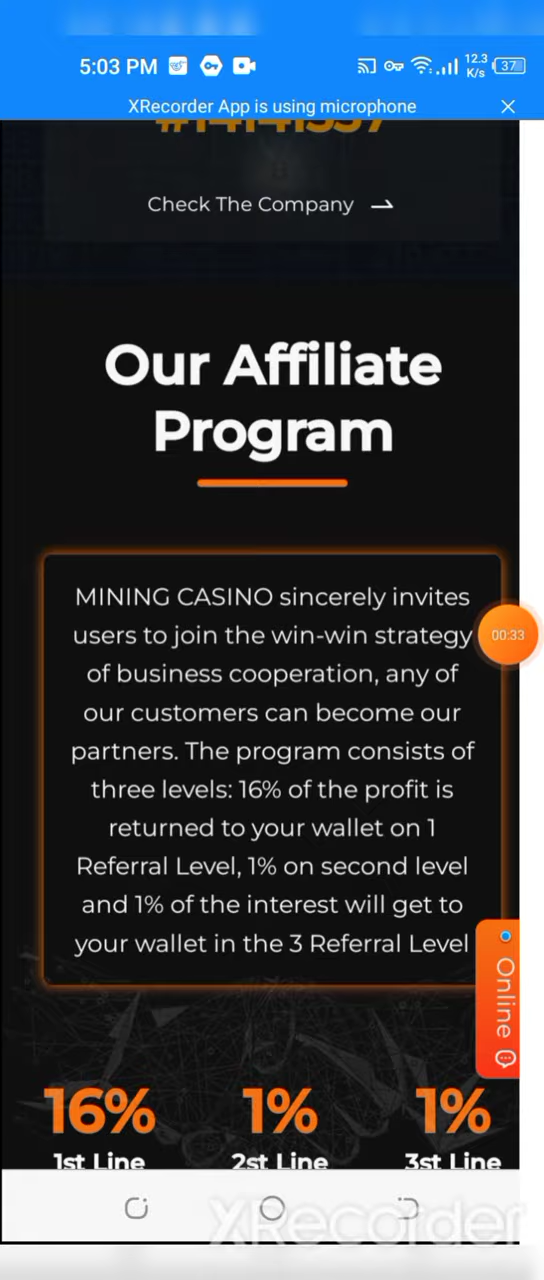 5:03 PM
12.3
K/s
37
XRecorder App is using microphone
#14141337
Check The Company
Our Affiliate
Program
MINING CASINO sincerely invites
users to join the win-win strategy
00:33
of business cooperation, any of
our customers can become our
partners. The program consists of
three levels: 16% of the profit is
returned to your wallet on 1
Referral Level, 1% on second level
and 1% of the interest will get to
your wallet in the 3 Referral Level
Online
16% 1% 1%
1st Line 2st Line 3st Line
XRecorder